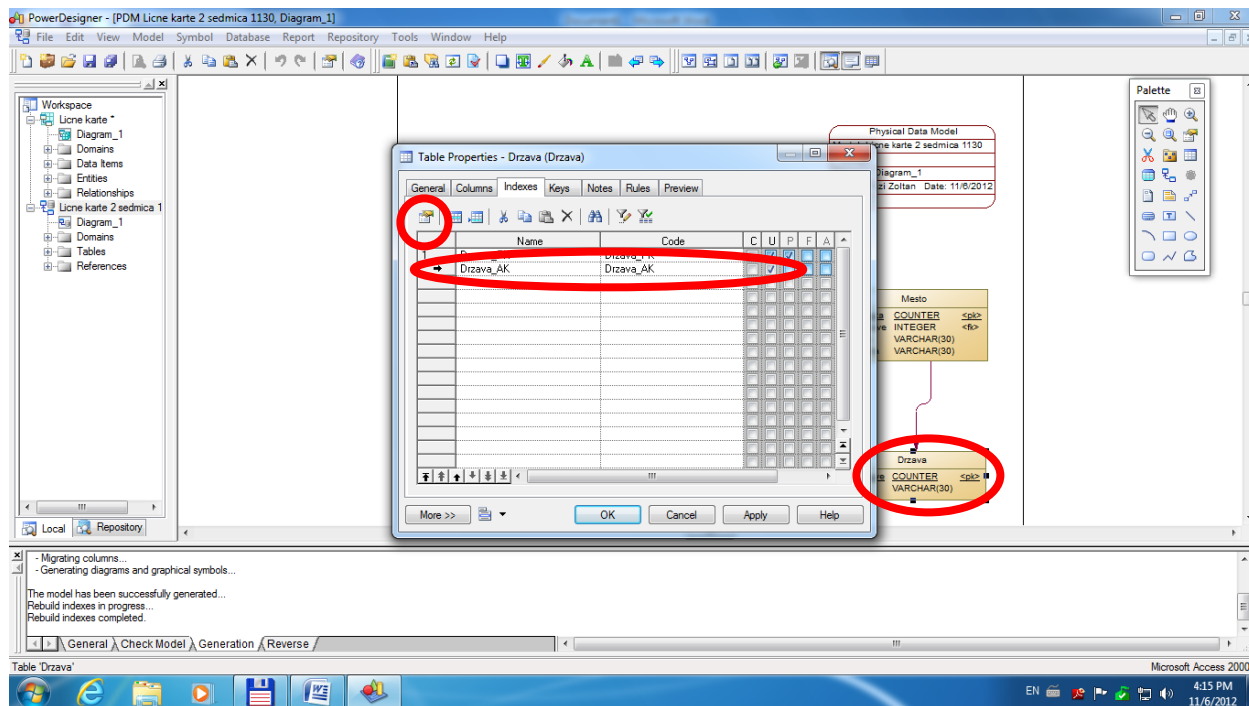 PowerDesigner - [PDM Licne karte 2 sedmica 1130, Diagram_1]
File Edit View Model Symbol Database Report Repository Tools Window Help
Workspace
Licne karte *
Diagram_1
Domains
Data Items
Entities
Relationships
Licne karte 2 sedmica 1
Diagram_1
Domains
Tables
References
Local Repository
Palette
Physical Data Model
karte 2 sedmica 1130
Diagram_1
Zoltan Date: 11/6/2012
Table Properties - Drzava (Drzava)
General Columns Indexes Keys Notes Rules Preview
Name Code C U P F A
1
Drzava_AK Drzava_AK
More >> OK Cancel Apply Help
Mesto
COUNTER <pk>
INTEGER <fk>
VARCHAR(30)
VARCHAR(30)
Drzava
COUNTER <pk>
VARCHAR(30)
- Migrating columns...
- Generating diagrams and graphical symbols...
The model has been successfully generated...
Rebuild indexes in progress...
Rebuild indexes completed.
General Check Model Generation Reverse
Table 'Drzava' Microsoft Access 2000
EN 4:15 PM
11/6/2012